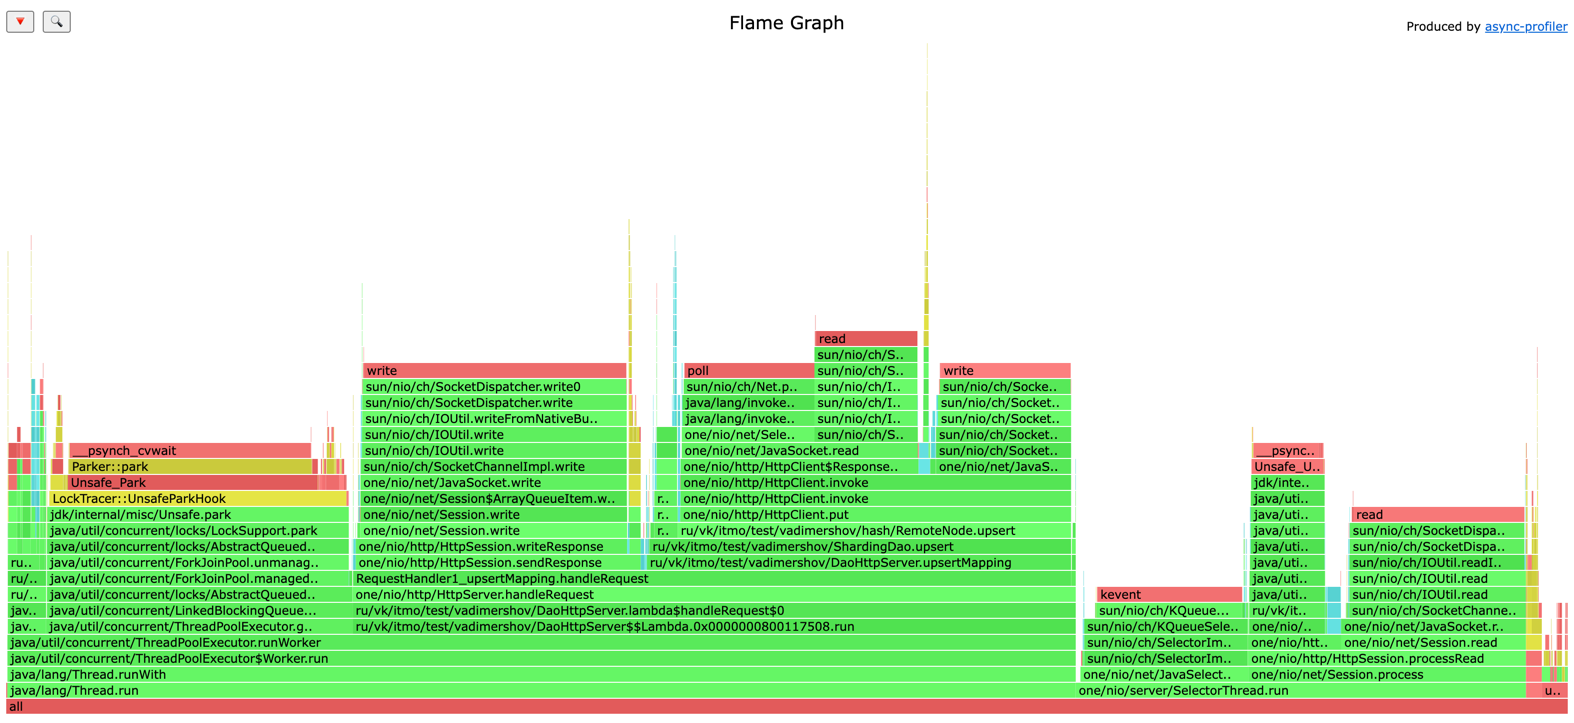 🔻 🔍 Flame Graph Produced by async-profiler
read
sun/nio/ch/S..
write poll sun/nio/ch/S.. write
sun/nio/ch/SocketDispatcher.write0 sun/nio/ch/Net.p.. sun/nio/ch/I.. sun/nio/ch/Socke..
sun/nio/ch/SocketDispatcher.write java/lang/invoke.. sun/nio/ch/I.. sun/nio/ch/Socket..
sun/nio/ch/IOUtil.writeFromNativeBu.. java/lang/invoke.. sun/nio/ch/I.. sun/nio/ch/Socket..
sun/nio/ch/IOUtil.write one/nio/net/Sele.. sun/nio/ch/S.. sun/nio/ch/Socket..
__psynch_cvwait sun/nio/ch/IOUtil.write one/nio/net/JavaSocket.read sun/nio/ch/Socket.. __psync..
Parker::park sun/nio/ch/SocketChannelImpl.write one/nio/http/HttpClient$Response.. one/nio/net/JavaS.. Unsafe_U..
Unsafe_Park one/nio/net/JavaSocket.write one/nio/http/HttpClient.invoke jdk/inte..
LockTracer::UnsafeParkHook one/nio/net/Session$ArrayQueueItem.w.. r.. one/nio/http/HttpClient.invoke java/uti..
jdk/internal/misc/Unsafe.park one/nio/net/Session.write r.. one/nio/http/HttpClient.put java/uti.. read
java/util/concurrent/locks/LockSupport.park one/nio/net/Session.write r.. ru/vk/itmo/test/vadimershov/hash/RemoteNode.upsert java/uti.. sun/nio/ch/SocketDispa..
java/util/concurrent/locks/AbstractQueued.. one/nio/http/HttpSession.writeResponse ru/vk/itmo/test/vadimershov/ShardingDao.upsert java/uti.. sun/nio/ch/SocketDispa..
ru.. java/util/concurrent/ForkJoinPool.unmanag.. one/nio/http/HttpSession.sendResponse ru/vk/itmo/test/vadimershov/DaoHttpServer.upsertMapping java/uti.. sun/nio/ch/IOUtil.readI..
ru/.. java/util/concurrent/ForkJoinPool.managed.. RequestHandler1_upsertMapping.handleRequest java/uti.. sun/nio/ch/IOUtil.read
ru/.. java/util/concurrent/locks/AbstractQueued.. one/nio/http/HttpServer.handleRequest kevent java/uti.. sun/nio/ch/IOUtil.read
jav.. java/util/concurrent/LinkedBlockingQueue... ru/vk/itmo/test/vadimershov/DaoHttpServer.lambda$handleRequest$0 sun/nio/ch/KQueue... ru/vk/it.. sun/nio/ch/SocketChanne..
jav.. java/util/concurrent/ThreadPoolExecutor.g.. ru/vk/itmo/test/vadimershov/DaoHttpServer$$Lambda.0x0000000800117508.run sun/nio/ch/KQueueSele.. one/nio/.. one/nio/net/JavaSocket.r..
java/util/concurrent/ThreadPoolExecutor.runWorker sun/nio/ch/SelectorIm.. one/nio/htt.. one/nio/net/Session.read
java/util/concurrent/ThreadPoolExecutor$Worker.run sun/nio/ch/SelectorIm.. one/nio/http/HttpSession.processRead
java/lang/Thread.runWith one/nio/net/JavaSelect.. one/nio/net/Session.process
java/lang/Thread.run one/nio/server/SelectorThread.run u..
all